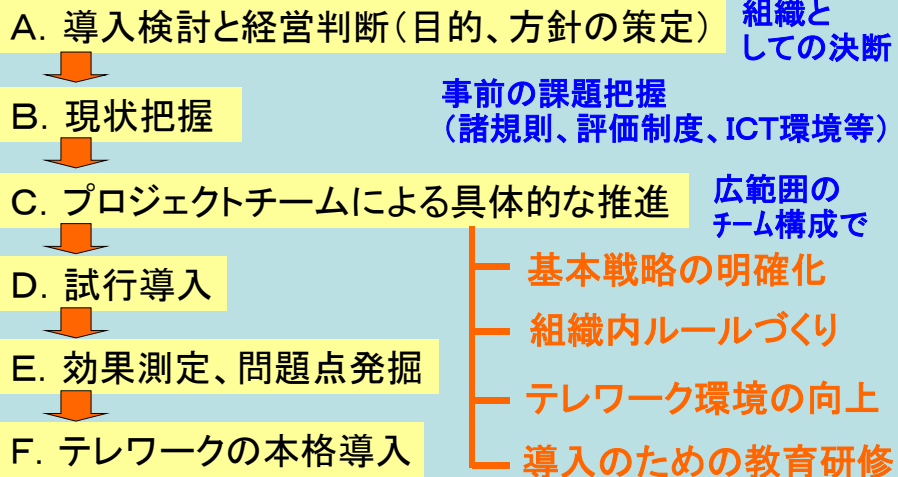 A．導入検討と経営判断（目的、方針の策定）
組織と
しての決断
B．現状把握
事前の課題把握
（諸規則、評価制度、ICT環境等）
C．プロジェクトチームによる具体的な推進
広範囲の
チーム構成で
基本戦略の明確化
組織内ルールづくり
テレワーク環境の向上
導入のための教育研修
D．試行導入
E．効果測定、問題点発掘
F．テレワークの本格導入